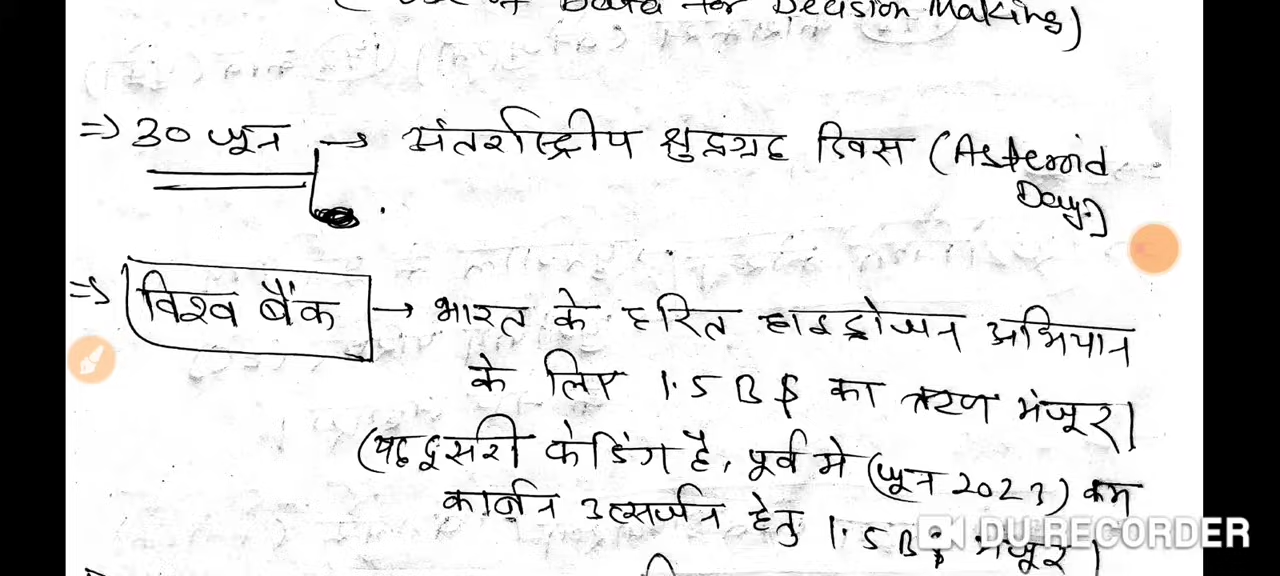 (Use of Data for Decision Making)
⇒ 30 जून → अंतर्राष्ट्रीय क्षुद्रग्रह दिवस (Asteroid
Day)
⇒ विश्व बैंक → भारत के हरित हाइड्रोजन अभियान
के लिए 1.5 B $ का ऋण मंजूर।
(यह दूसरी फंडिंग है, पूर्व मे (जून 2023) कम
कार्बन उत्सर्जन हेतु 1.5 B $ मंजूर।
DU RECORDER